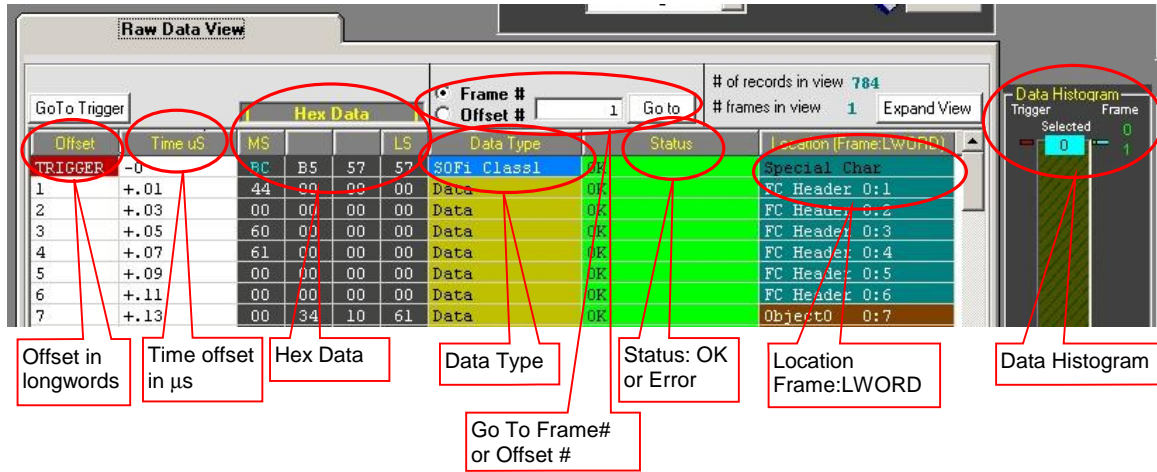 Raw Data View
GoTo Trigger
Hex Data
Frame #
Offset #
1
Go to
# of records in view 784
# frames in view 1
Expand View
Data Histogram
Trigger Frame
Selected 0
0 1
Offset Time uS MS LS Data Type Status Location (Frame:LWORD)
TRIGGER -0 BC B5 57 57 SOFi Class1 OK Special Char
1 +.01 44 00 00 00 Data OK FC Header 0:1
2 +.03 00 00 00 00 Data OK FC Header 0:2
3 +.05 60 00 00 00 Data OK FC Header 0:3
4 +.07 61 00 00 00 Data OK FC Header 0:4
5 +.09 00 00 00 00 Data OK FC Header 0:5
6 +.11 00 00 00 00 Data OK FC Header 0:6
7 +.13 00 34 10 61 Data OK Object0 0:7
Offset in
longwords
Time offset
in μs
Hex Data
Data Type
Status: OK
or Error
Location
Frame:LWORD
Data Histogram
Go To Frame#
or Offset #